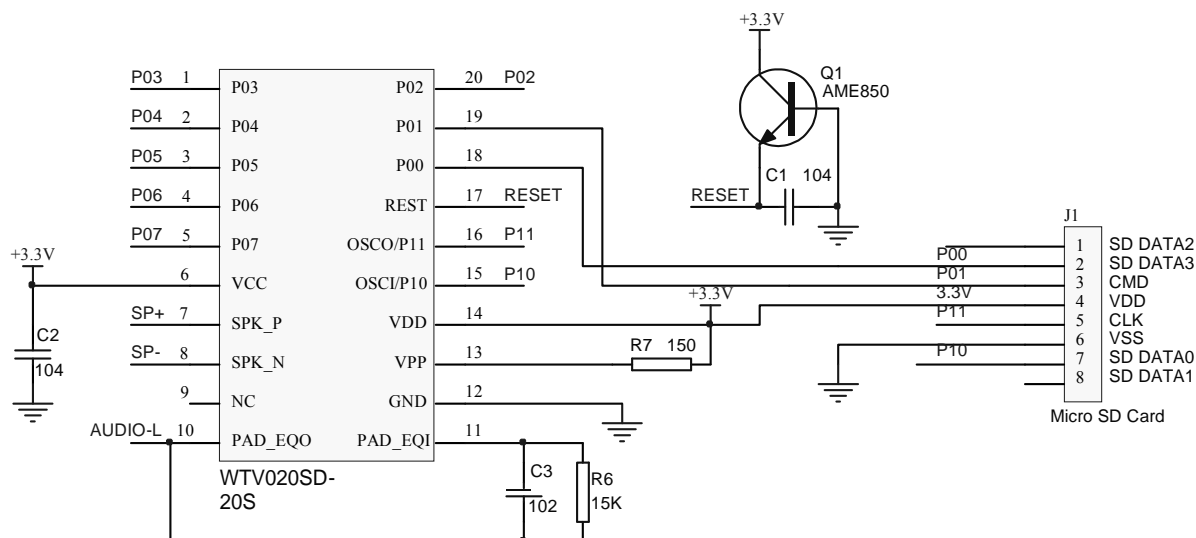 +3.3V
Q1
AME850
C1 104
RESET
P03 1 P03 P02 20 P02
P04 2 P04 P01 19
P05 3 P05 P00 18
P06 4 P06 REST 17 RESET
P07 5 P07 OSCO/P11 16 P11
+3.3V
6 VCC OSCI/P10 15 P10
SP+ 7 SPK_P VDD 14
SP- 8 SPK_N VPP 13
9 NC GND 12
AUDIO-L 10 PAD_EQO PAD_EQI 11
WTV020SD-
20S
C2
104
C3
102
R6
15K
+3.3V
R7 150
J1
1 SD DATA2
P00 2 SD DATA3
P01 3 CMD
3.3V 4 VDD
P11 5 CLK
6 VSS
P10 7 SD DATA0
8 SD DATA1
Micro SD Card